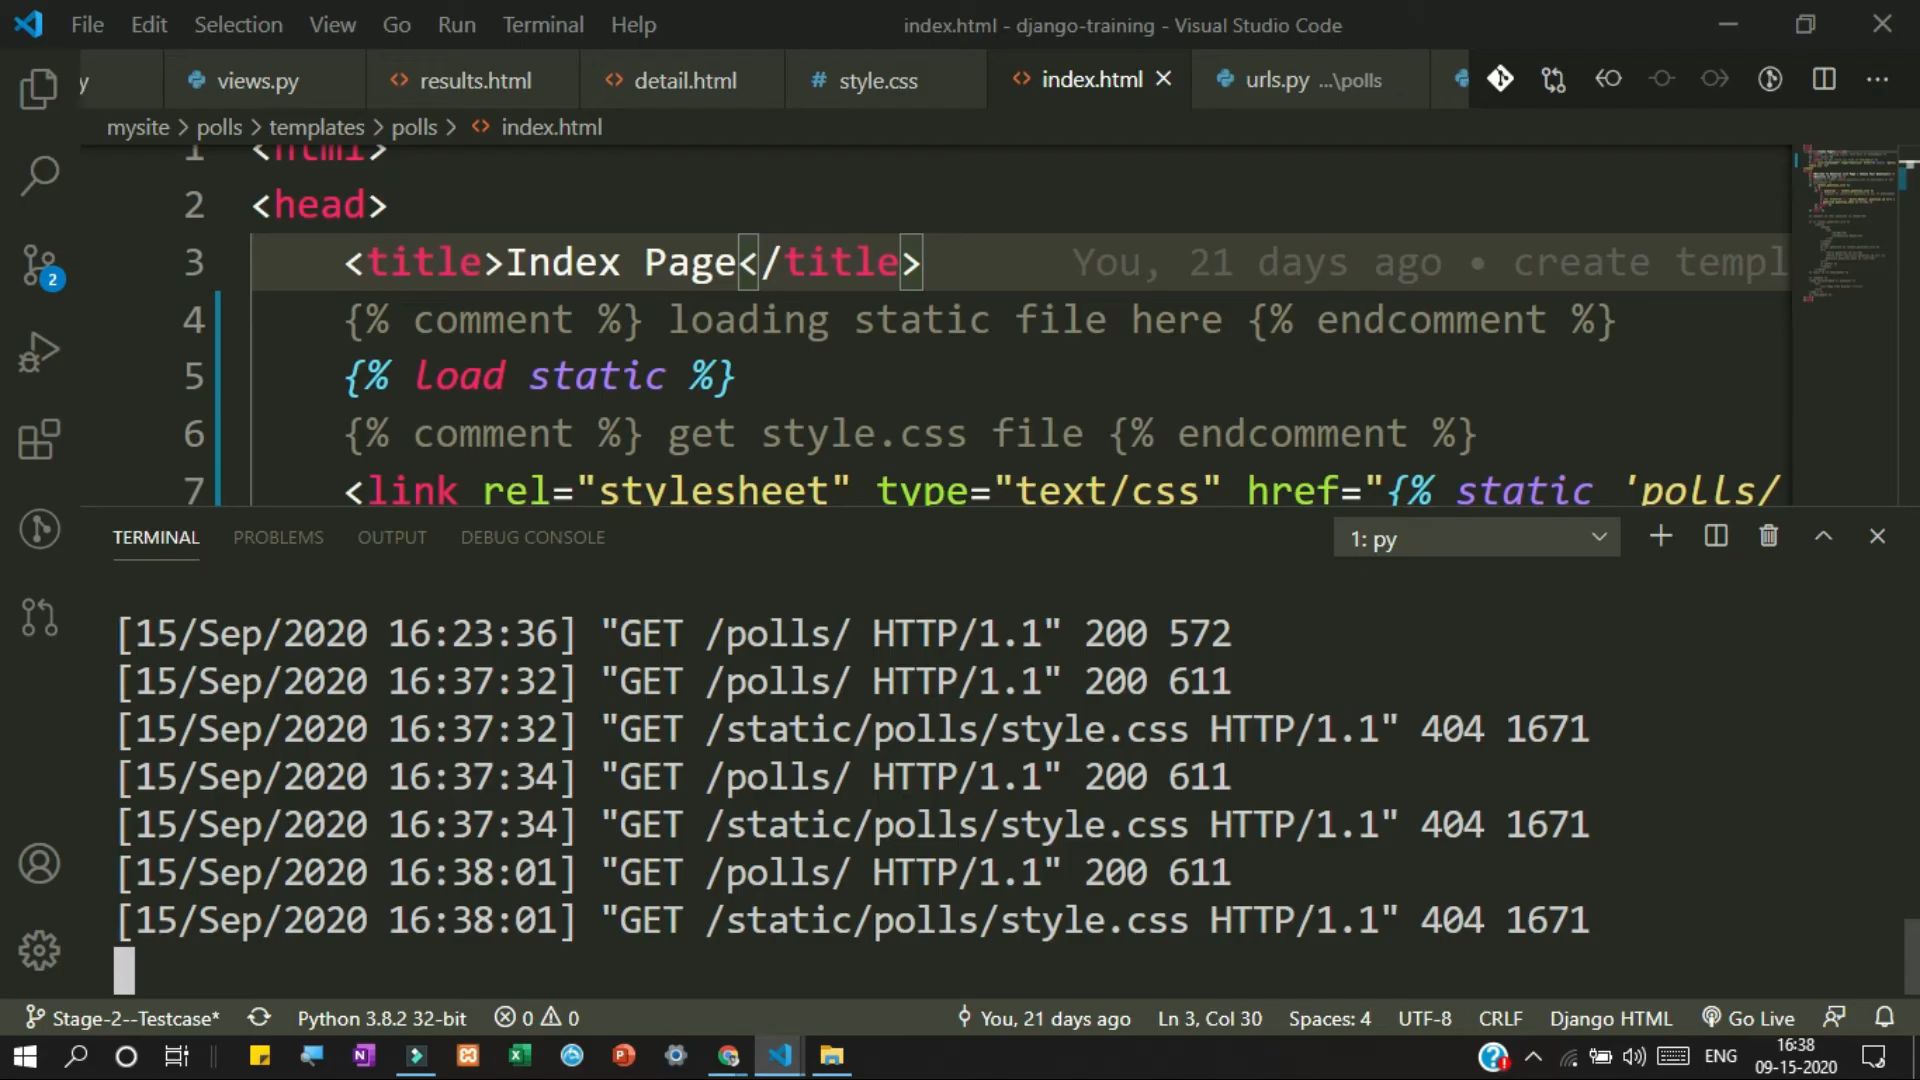 File Edit Selection View Go Run Terminal Help index.html - django-training - Visual Studio Code
y views.py results.html detail.html # style.css index.html urls.py ...\polls
mysite > polls > templates > polls > index.html
1 <html>
2 <head>
3 <title>Index Page</title> You, 21 days ago • create templ
4 {% comment %} loading static file here {% endcomment %}
5 {% load static %}
6 {% comment %} get style.css file {% endcomment %}
7 <link rel="stylesheet" type="text/css" href="{% static 'polls/
2
TERMINAL PROBLEMS OUTPUT DEBUG CONSOLE 1: py
[15/Sep/2020 16:23:36] "GET /polls/ HTTP/1.1" 200 572
[15/Sep/2020 16:37:32] "GET /polls/ HTTP/1.1" 200 611
[15/Sep/2020 16:37:32] "GET /static/polls/style.css HTTP/1.1" 404 1671
[15/Sep/2020 16:37:34] "GET /polls/ HTTP/1.1" 200 611
[15/Sep/2020 16:37:34] "GET /static/polls/style.css HTTP/1.1" 404 1671
[15/Sep/2020 16:38:01] "GET /polls/ HTTP/1.1" 200 611
[15/Sep/2020 16:38:01] "GET /static/polls/style.css HTTP/1.1" 404 1671
Stage-2--Testcase* Python 3.8.2 32-bit 0 0 You, 21 days ago Ln 3, Col 30 Spaces: 4 UTF-8 CRLF Django HTML Go Live
ENG 16:38
09-15-2020